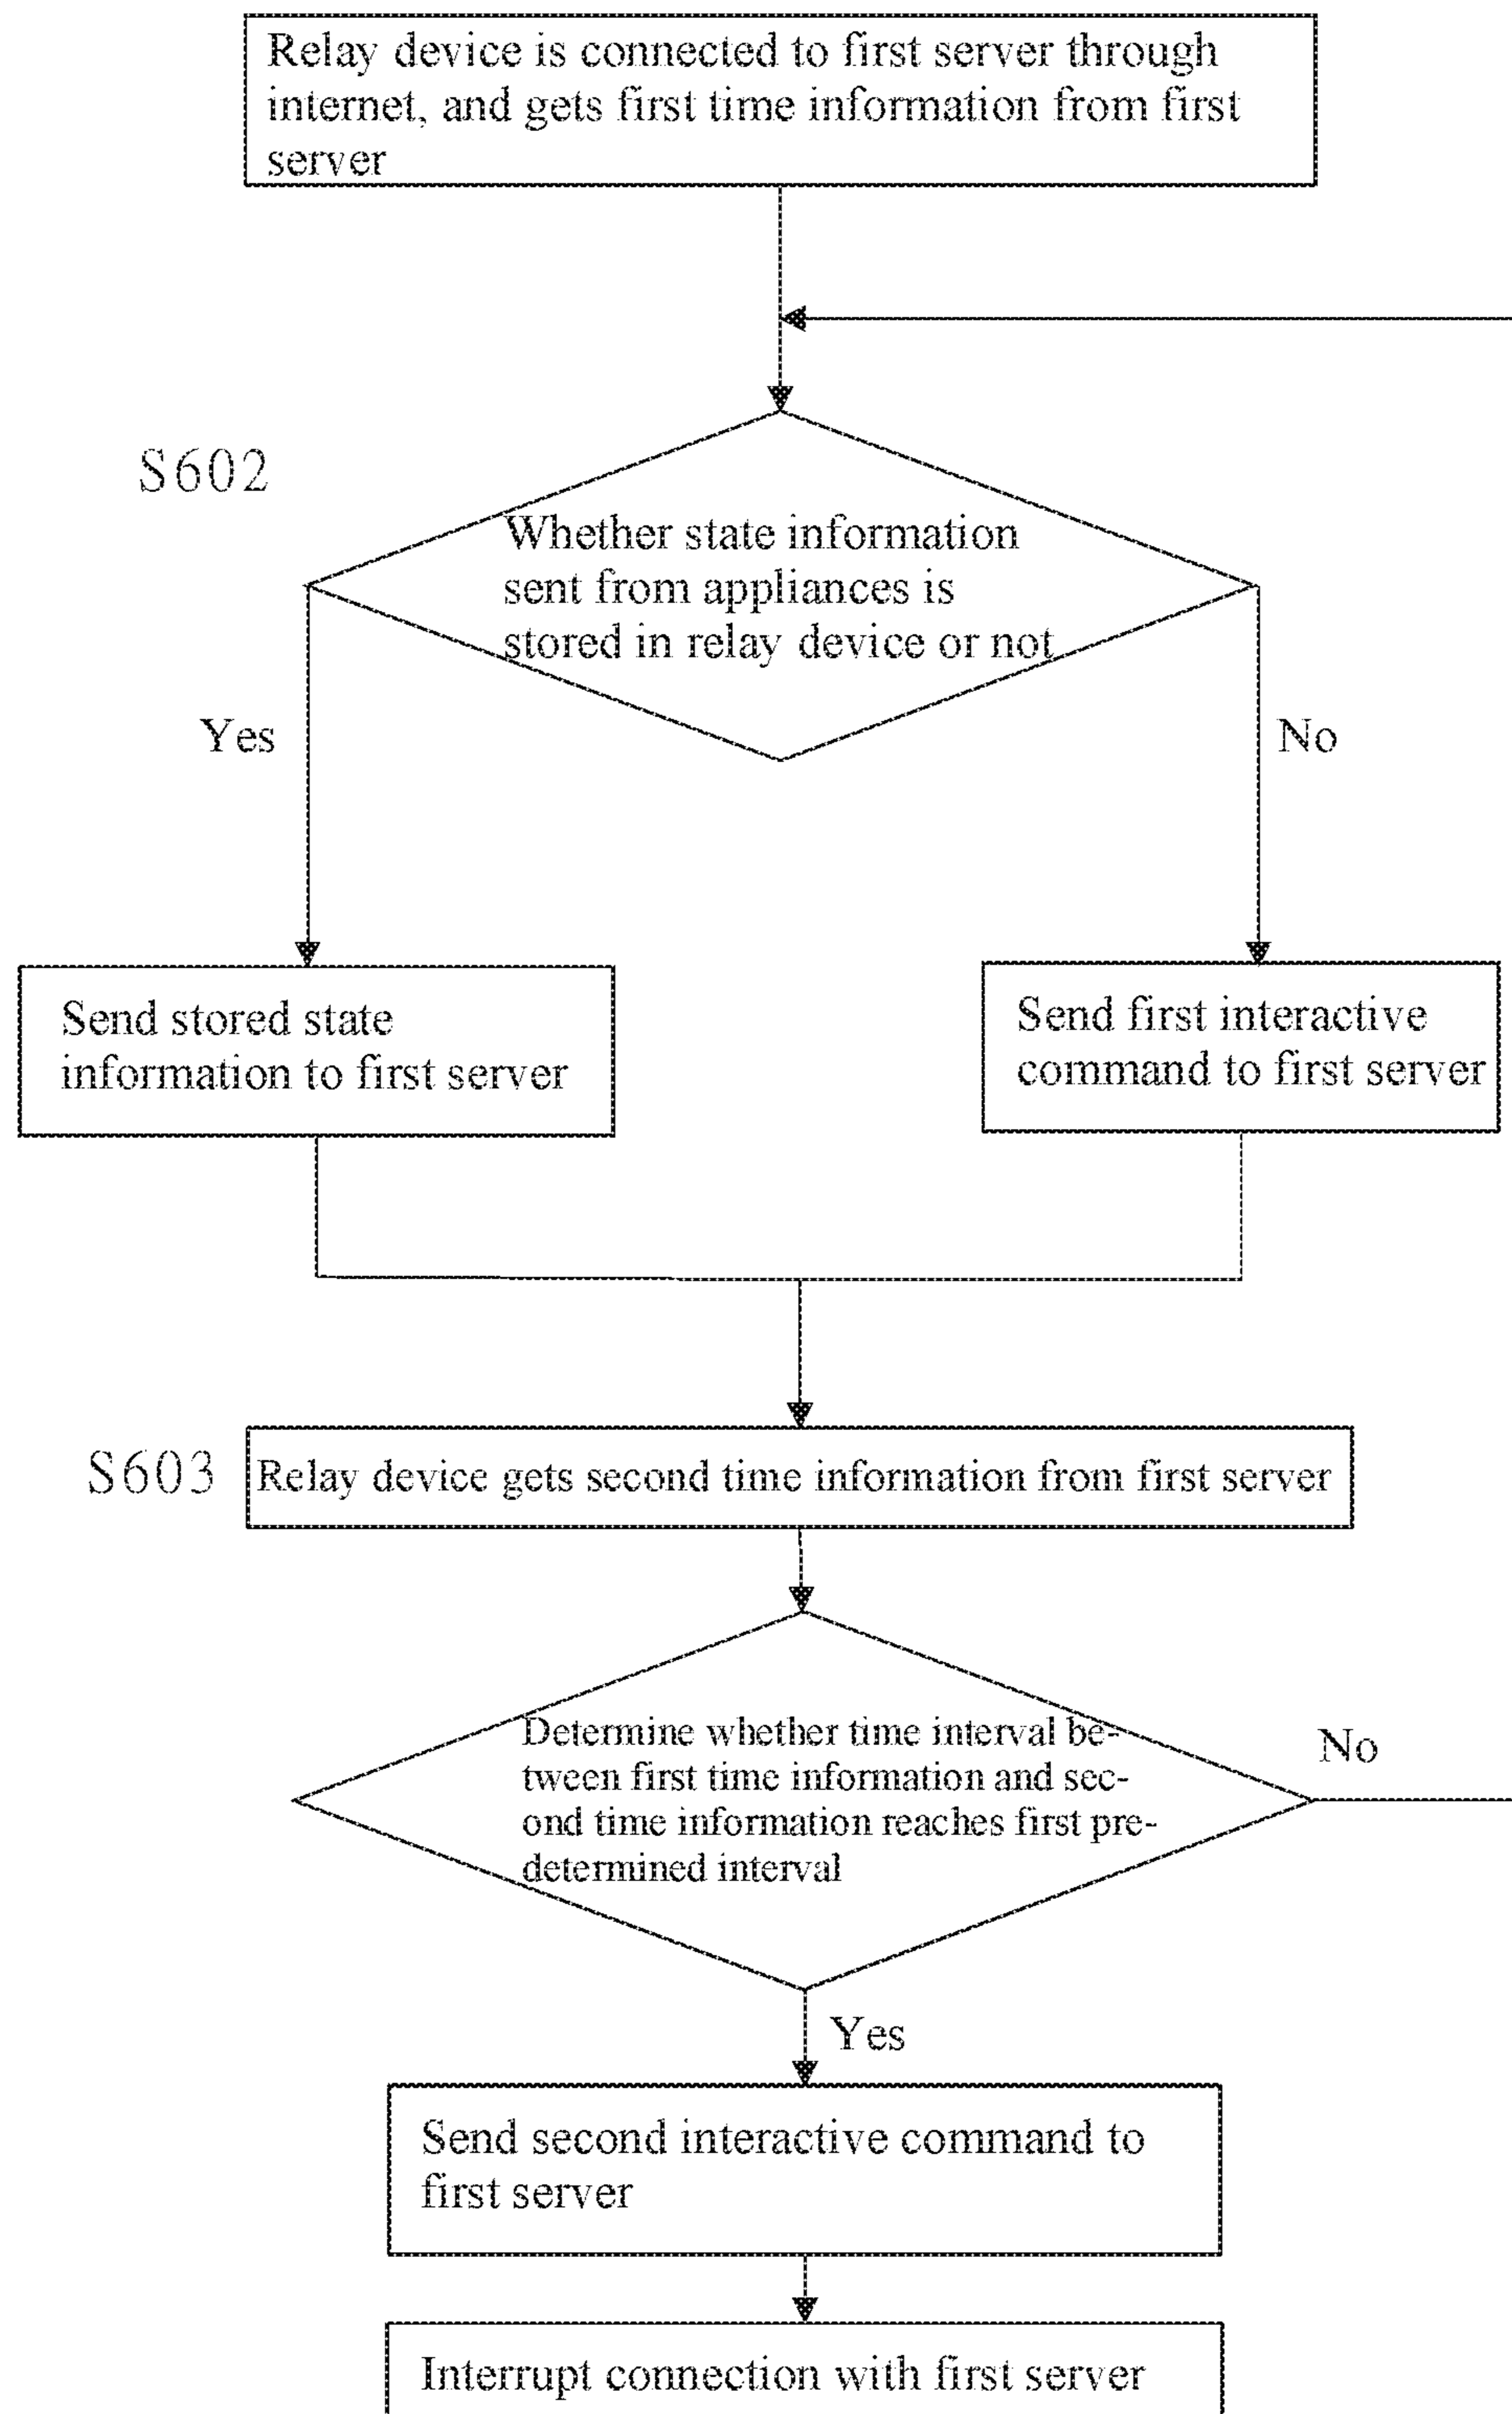 Relay device is connected to first server through
internet, and gets first time information from first
server
S602
Whether state information
sent from appliances is
stored in relay device or not
Yes
No
Send stored state
information to first server
Send first interactive
command to first server
S603
Relay device gets second time information from first server
Determine whether time interval be-
tween first time information and sec-
ond time information reaches first pre-
determined interval
No
Yes
Send second interactive command to
first server
Interrupt connection with first server